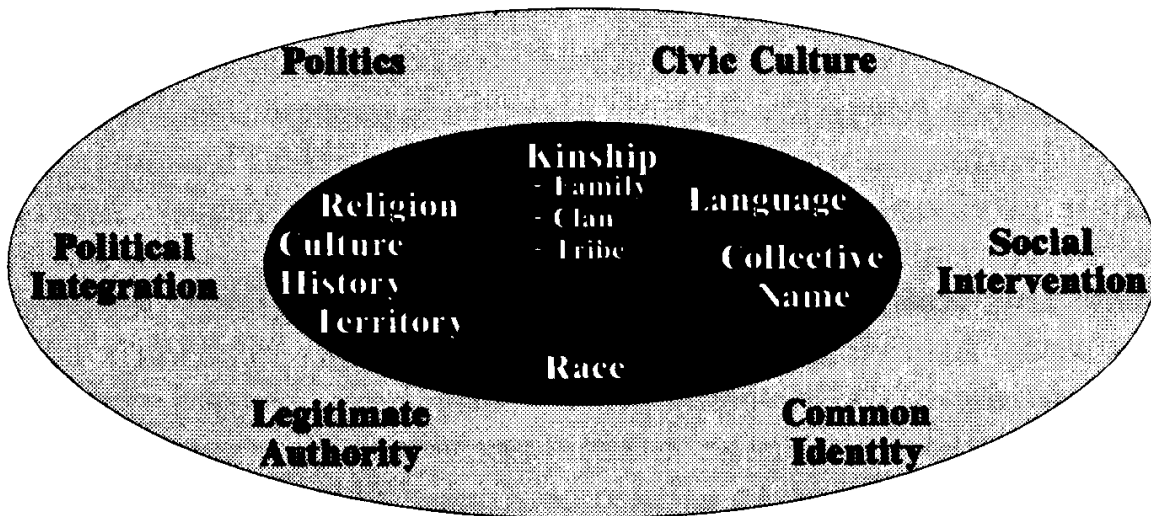 Politics
Civic Culture
Kinship
- Family
- Clan
- Tribe
Religion
Culture
History
Territory
Language
Collective
Name
Race
Political
Integration
Social
Intervention
Legitimate
Authority
Common
Identity